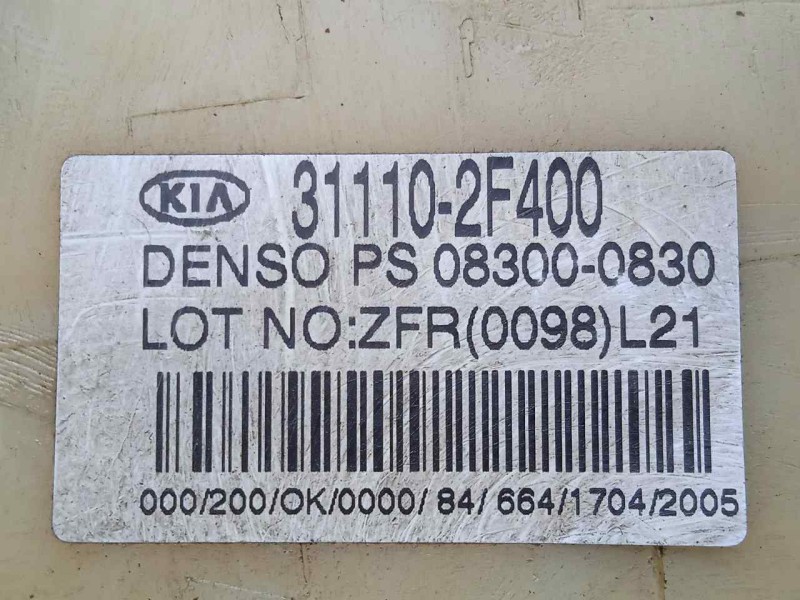 KIA 31110-2F400
DENSO PS 08300-0830
LOT NO:ZFR(0098)L21
000/200/OK/0000/84/664/1704/2005